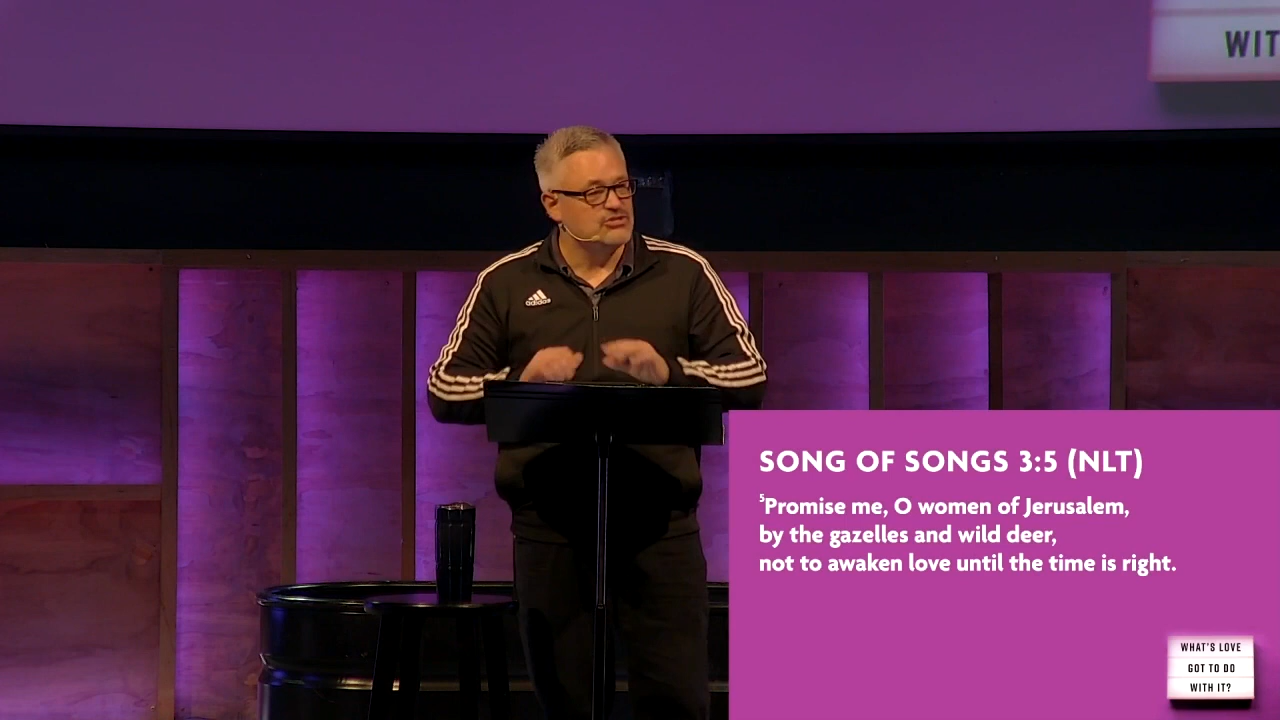 WIT
adidas
SONG OF SONGS 3:5 (NLT)
⁵Promise me, O women of Jerusalem,
by the gazelles and wild deer,
not to awaken love until the time is right.
WHAT'S LOVE
GOT TO DO
WITH IT?